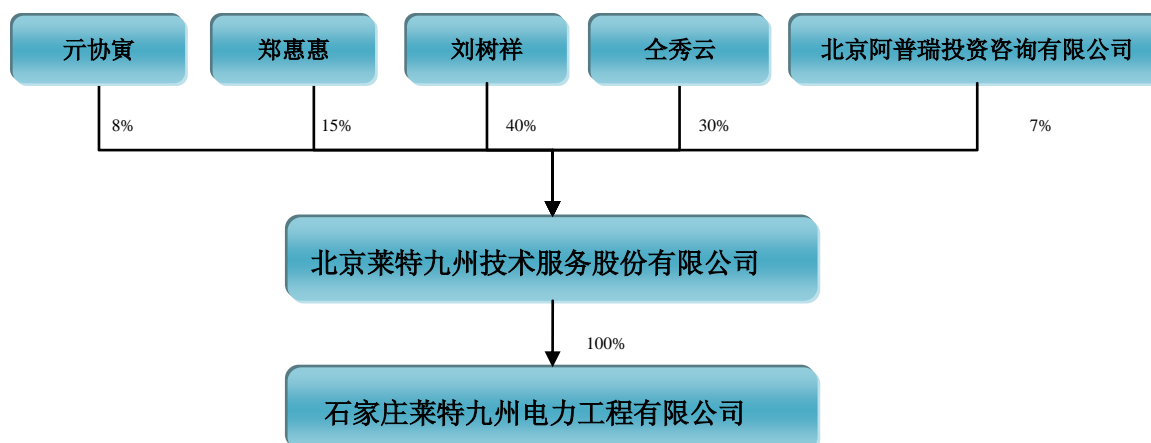 亓协寅
郑惠惠
刘树祥
仝秀云
北京阿普瑞投资咨询有限公司
8%
15%
40%
30%
7%
北京莱特九州技术服务股份有限公司
100%
石家庄莱特九州电力工程有限公司